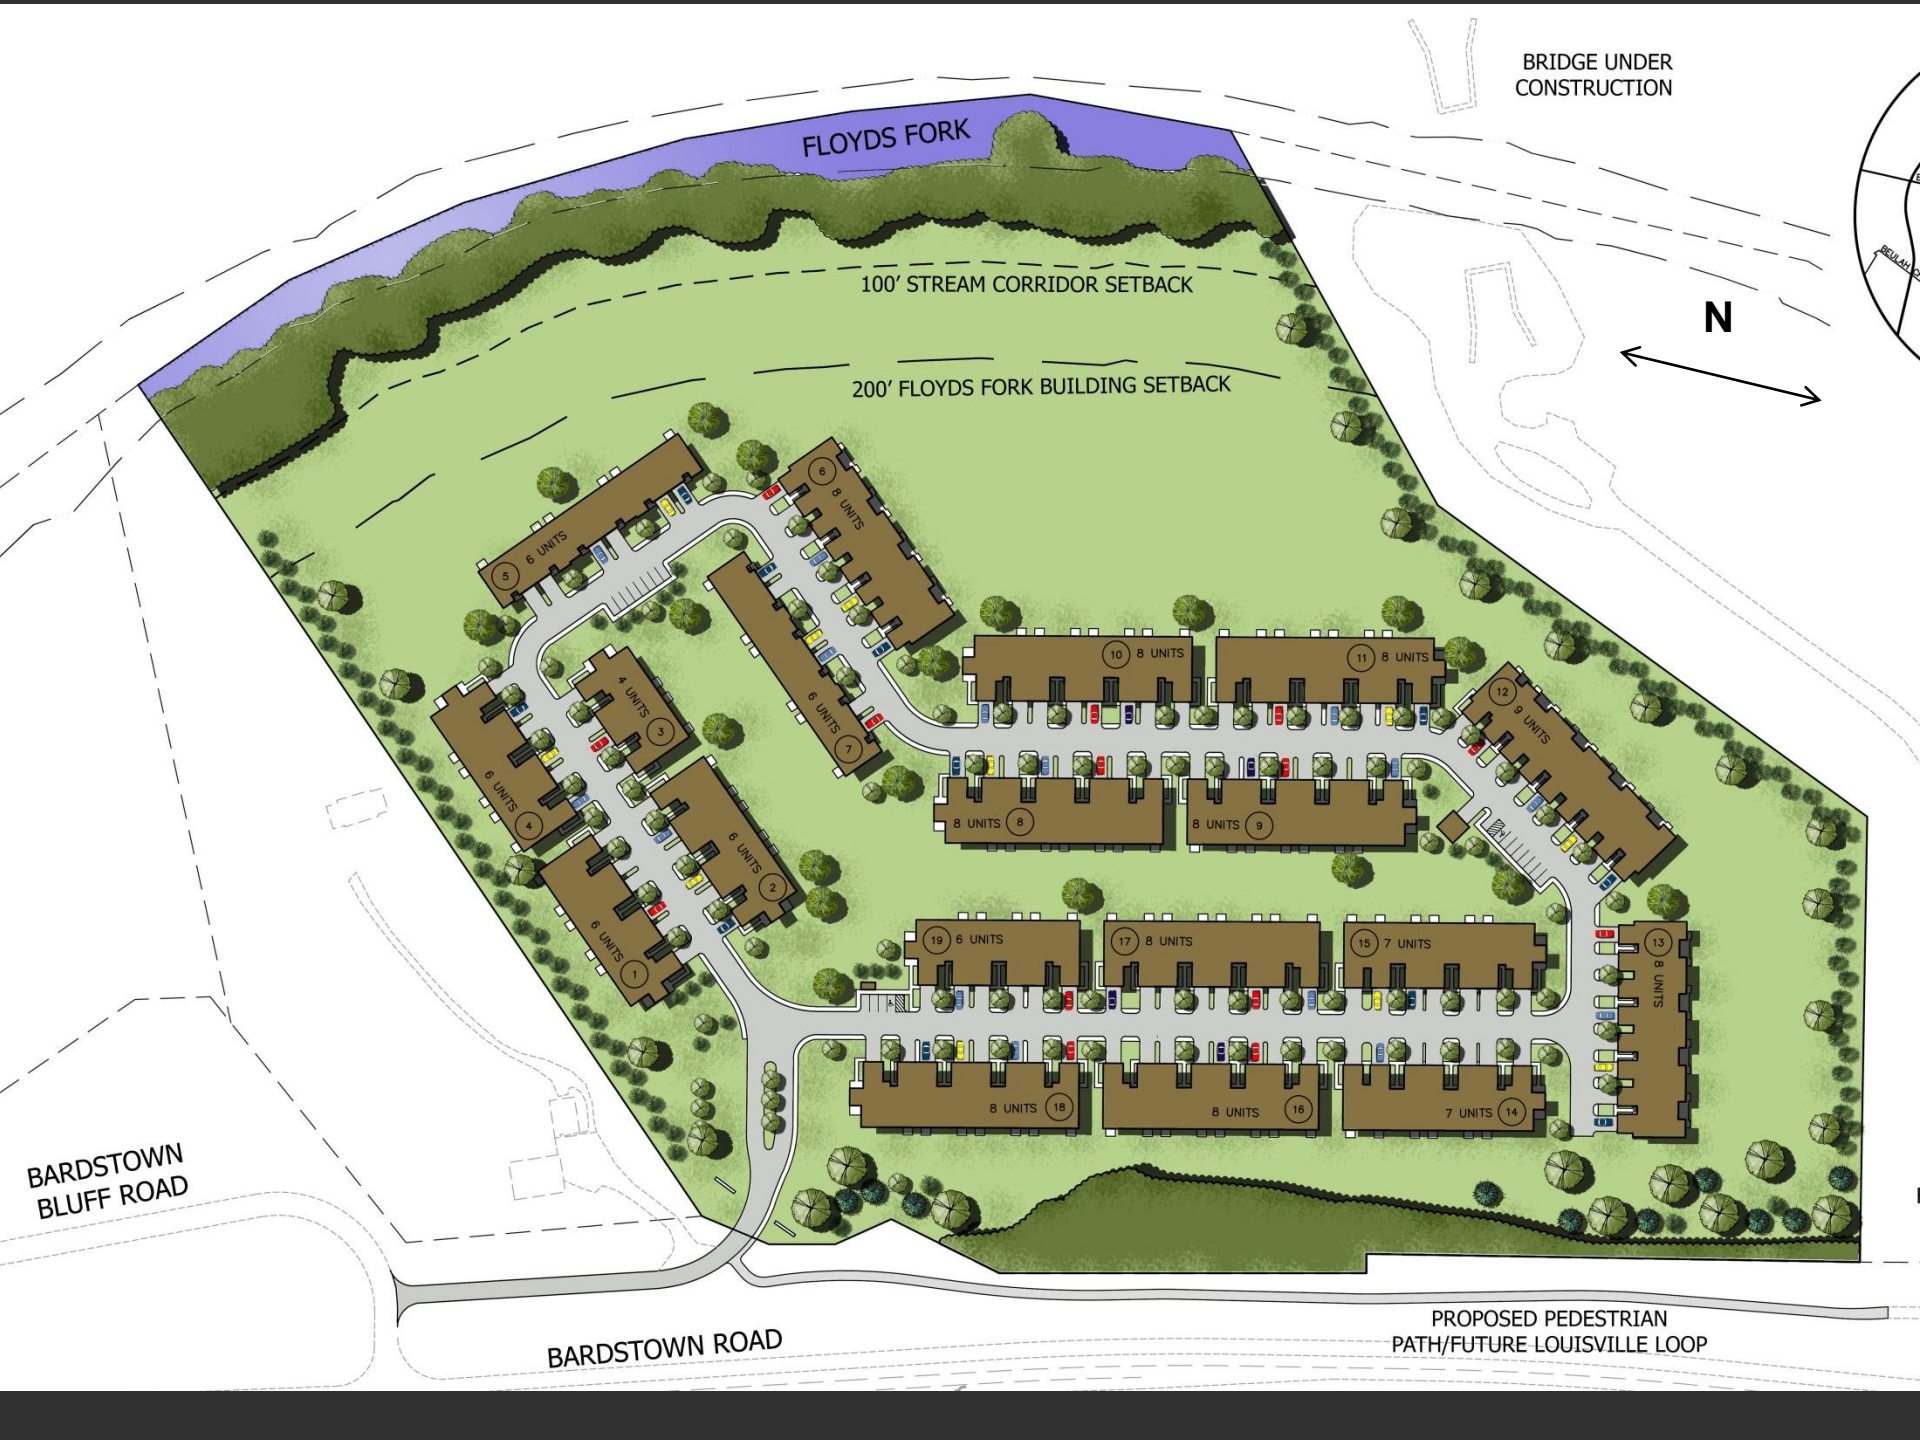 BRIDGE UNDER
CONSTRUCTION
FLOYDS FORK
100' STREAM CORRIDOR SETBACK
N
200' FLOYDS FORK BUILDING SETBACK
BEULAH
5
6 UNITS
6
8 UNITS
4 UNITS
3
6 UNITS
7
10 8 UNITS
11 8 UNITS
12
9 UNITS
6 UNITS
4
6 UNITS
2
8 UNITS 8
8 UNITS 9
6 UNITS
1
19 6 UNITS
17 8 UNITS
15 7 UNITS
13
8 UNITS
8 UNITS 18
8 UNITS 16
7 UNITS 14
BARDSTOWN
BLUFF ROAD
BARDSTOWN ROAD
PROPOSED PEDESTRIAN
PATH/FUTURE LOUISVILLE LOOP